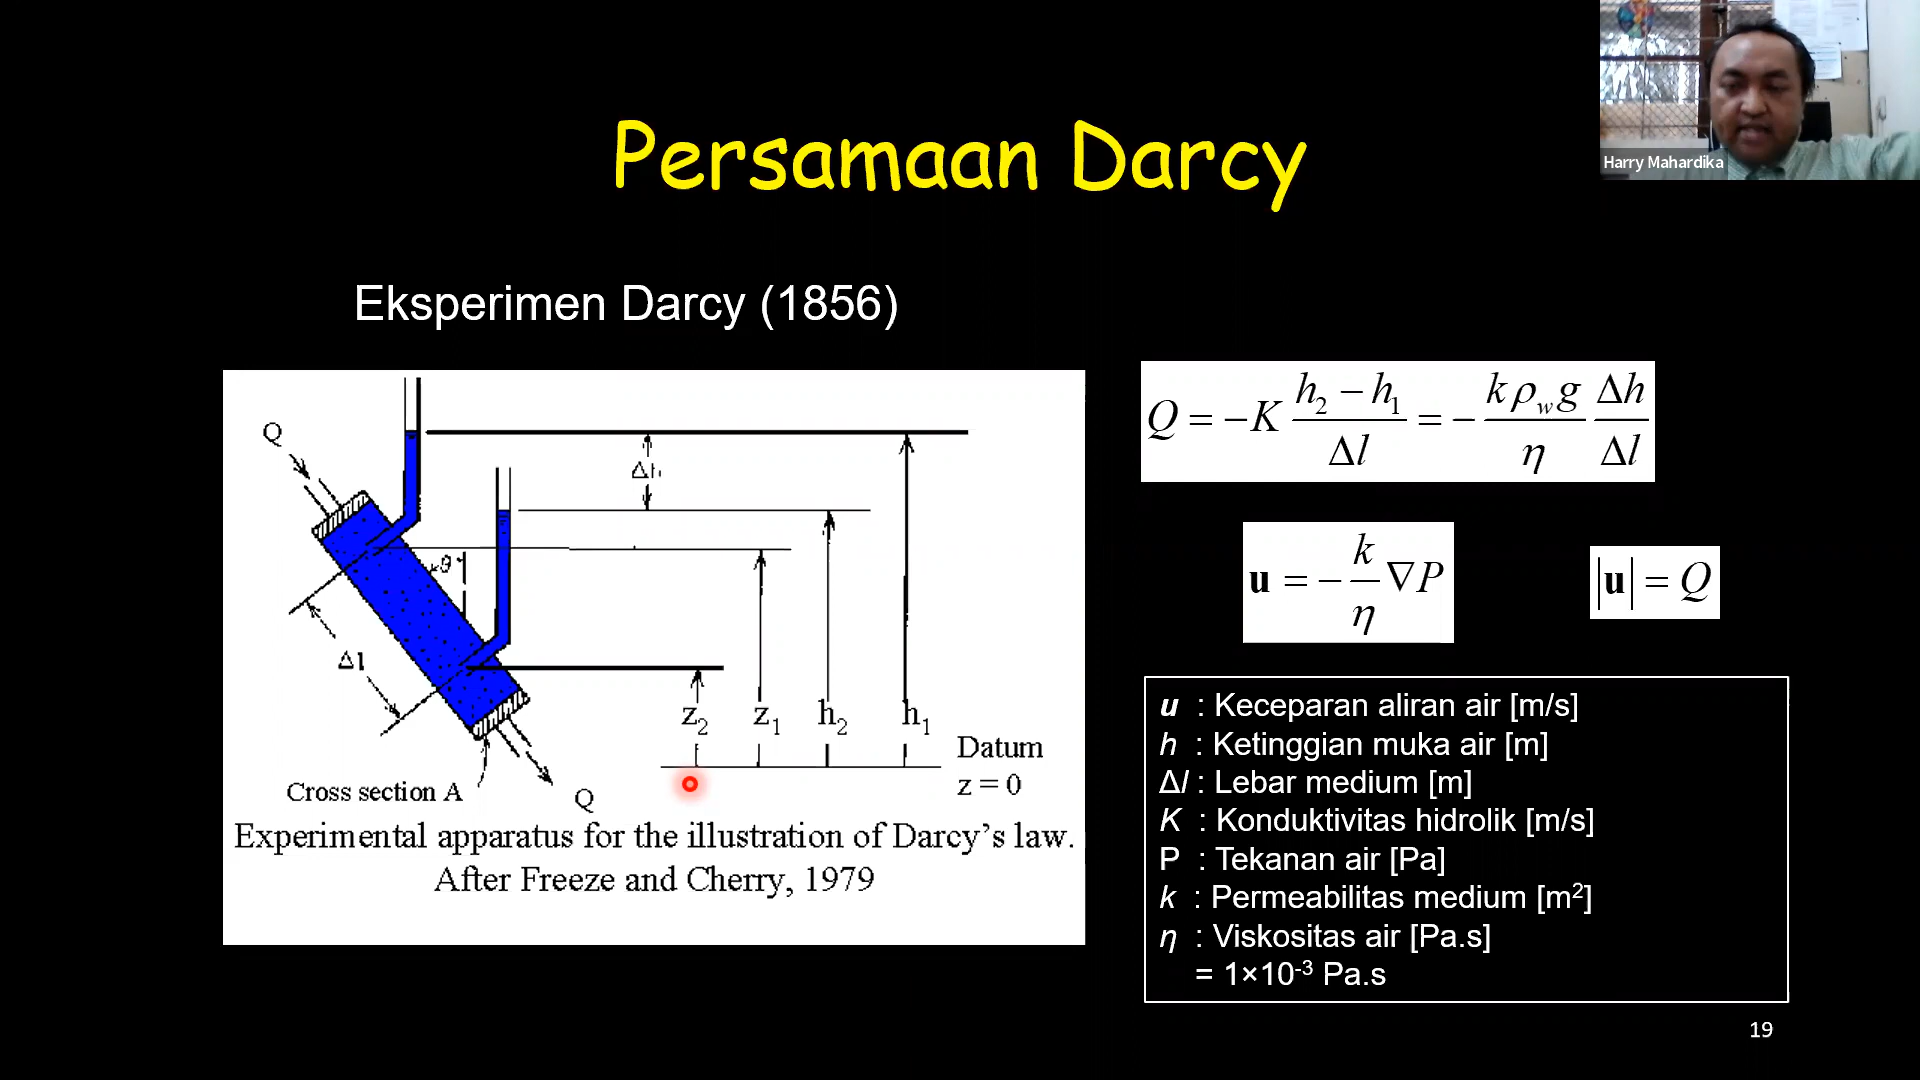 Harry Mahardika
Persamaan Darcy
Eksperimen Darcy (1856)
Q
Δh
θ
Δl
z₂ z₁ h₂ h₁
Datum
z = 0
Cross section A
Q
Experimental apparatus for the illustration of Darcy's law.
After Freeze and Cherry, 1979
Q = −K (h₂ − h₁)/Δl = − (kρ_w g)/η Δh/Δl
u = − k/η ∇P
|u| = Q
u : Keceparan aliran air [m/s]
h : Ketinggian muka air [m]
Δl : Lebar medium [m]
K : Konduktivitas hidrolik [m/s]
P : Tekanan air [Pa]
k : Permeabilitas medium [m²]
η : Viskositas air [Pa.s]
= 1×10⁻³ Pa.s
19